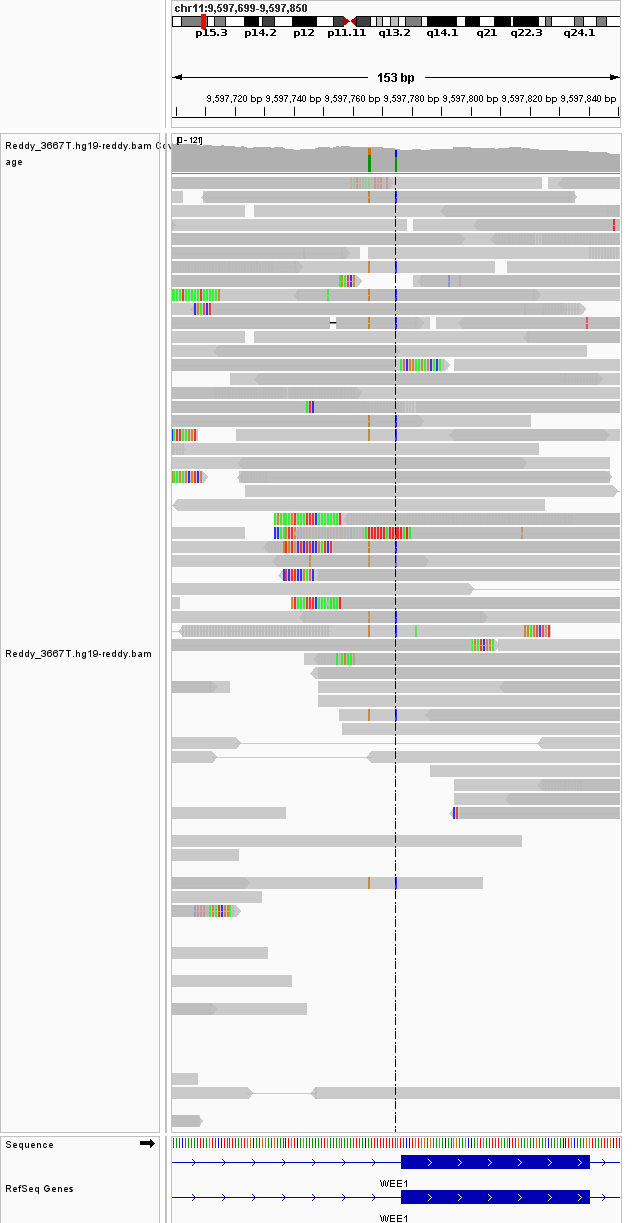 chr11:9,597,699-9,597,850
p15.3 p14.2 p12 p11.11 q13.2 q14.1 q21 q22.3 q24.1
153 bp
9,597,720 bp 9,597,740 bp 9,597,760 bp 9,597,780 bp 9,597,800 bp 9,597,820 bp 9,597,840 bp
[0 - 121]
Reddy_3667T.hg19-reddy.bam Cov
age
Reddy_3667T.hg19-reddy.bam
Sequence
WEE1
RefSeq Genes
WEE1